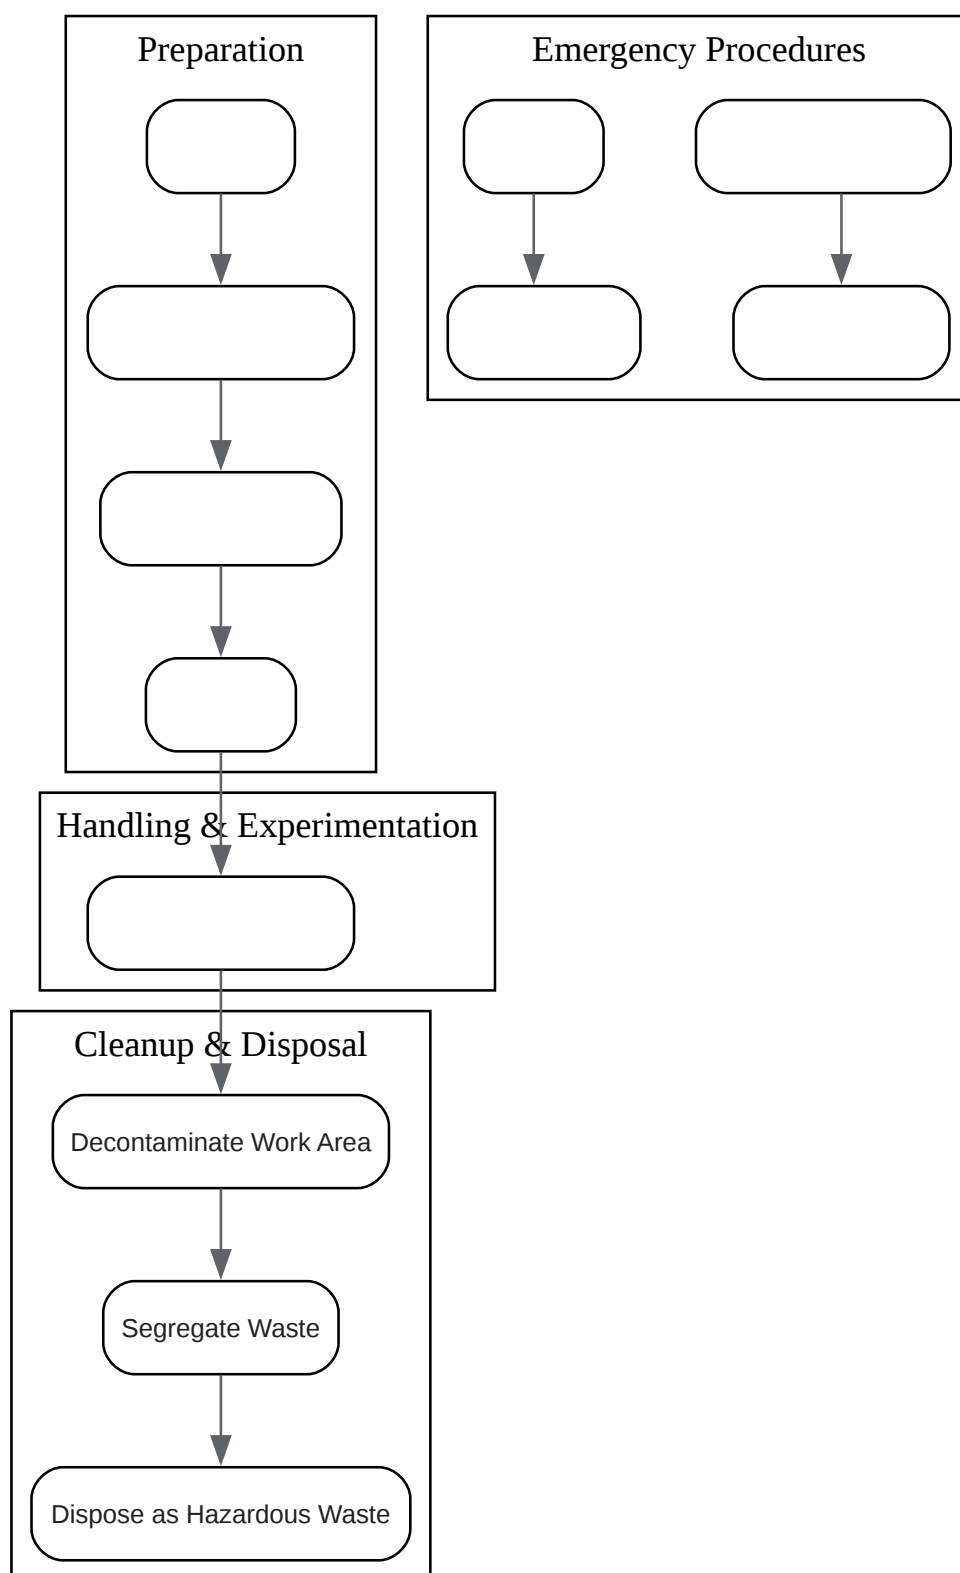 Preparation
Emergency Procedures
Handling & Experimentation
Cleanup & Disposal
Decontaminate Work Area
Segregate Waste
Dispose as Hazardous Waste